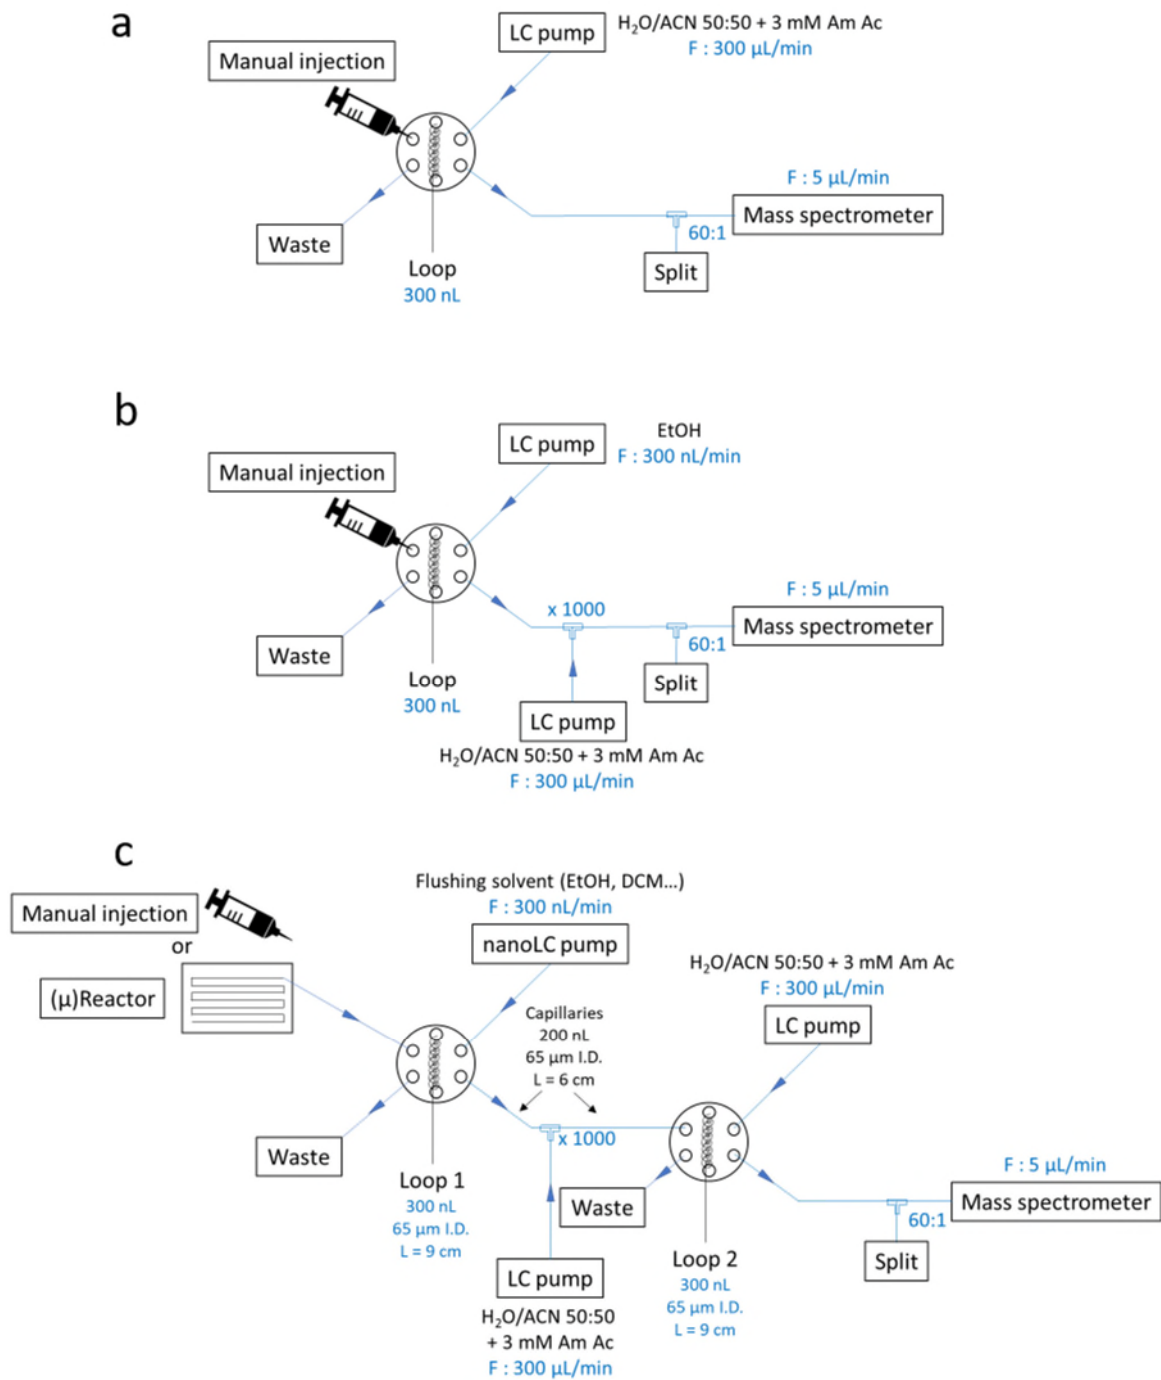 a
LC pump
H₂O/ACN 50:50 + 3 mM Am Ac
F : 300 µL/min
Manual injection
F : 5 µL/min
Mass spectrometer
60:1
Waste
Loop
300 nL
Split
b
LC pump
EtOH
F : 300 nL/min
Manual injection
x 1000
F : 5 µL/min
Mass spectrometer
60:1
Waste
Loop
300 nL
Split
LC pump
H₂O/ACN 50:50 + 3 mM Am Ac
F : 300 µL/min
c
Flushing solvent (EtOH, DCM...)
F : 300 nL/min
nanoLC pump
Manual injection
or
(µ)Reactor
H₂O/ACN 50:50 + 3 mM Am Ac
F : 300 µL/min
LC pump
Capillaries
200 nL
65 µm I.D.
L = 6 cm
x 1000
Waste
Loop 1
300 nL
65 µm I.D.
L = 9 cm
Waste
LC pump
H₂O/ACN 50:50
+ 3 mM Am Ac
F : 300 µL/min
Loop 2
300 nL
65 µm I.D.
L = 9 cm
F : 5 µL/min
Mass spectrometer
60:1
Split